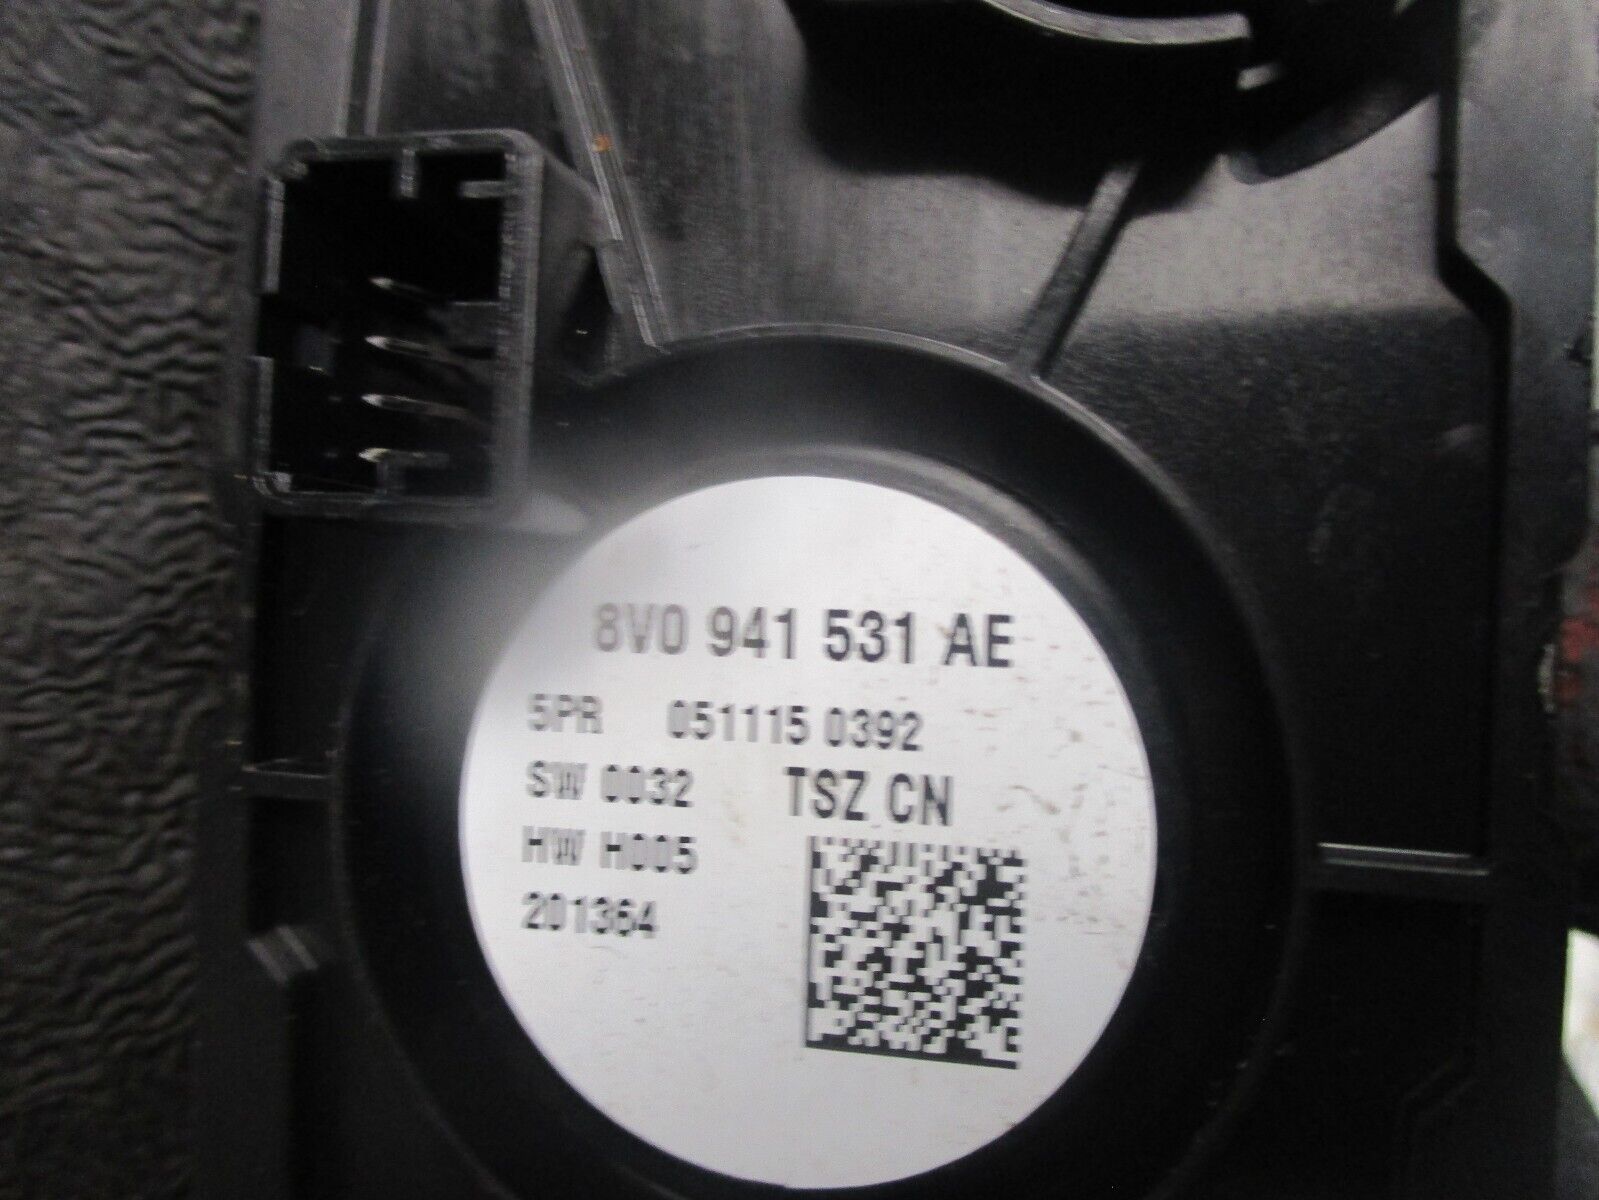 8V0 941 531 AE
5PR 051115 0392
SW 0032 TSZ CN
HW H005
201364